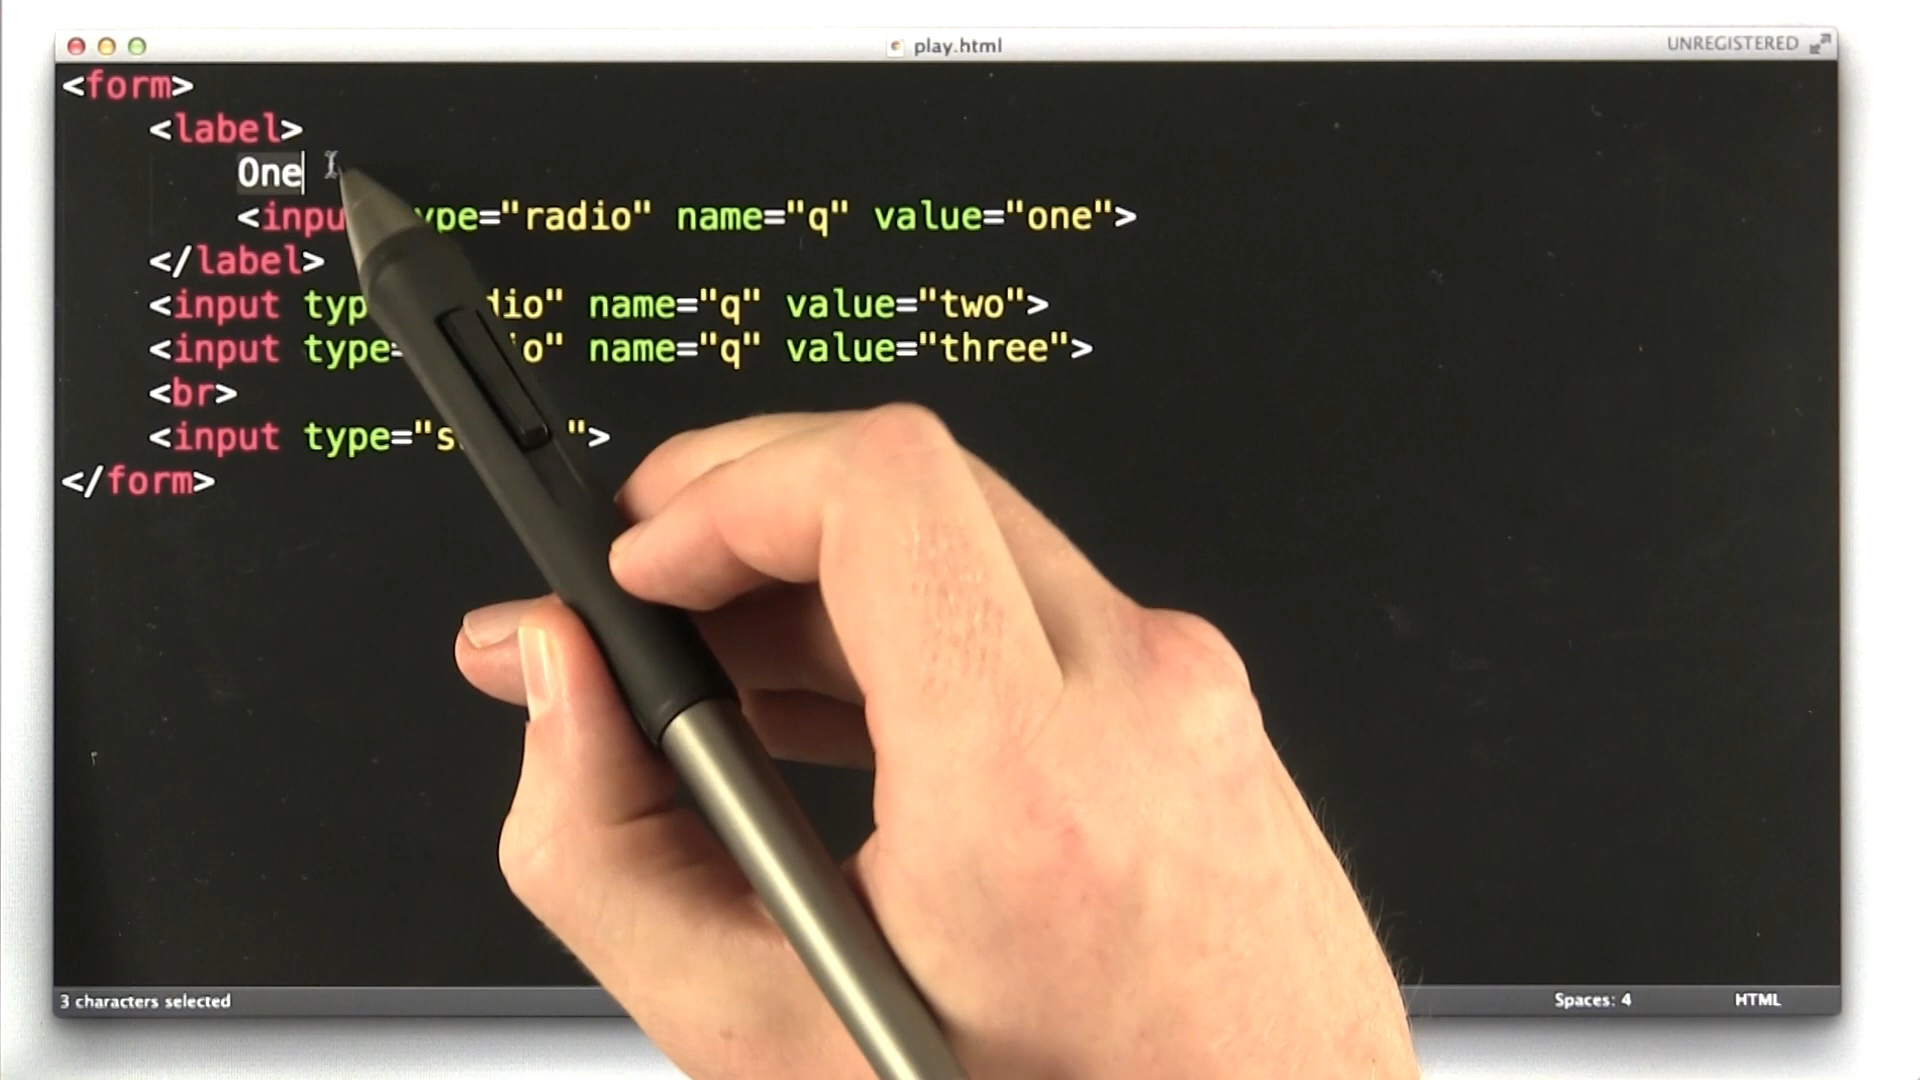 play.html
UNREGISTERED
<form>
<label>
One
<inpu ype="radio" name="q" value="one">
</label>
<input typ dio" name="q" value="two">
<input type= io" name="q" value="three">
<br>
<input type="s ">
</form>
3 characters selected
Spaces: 4
HTML